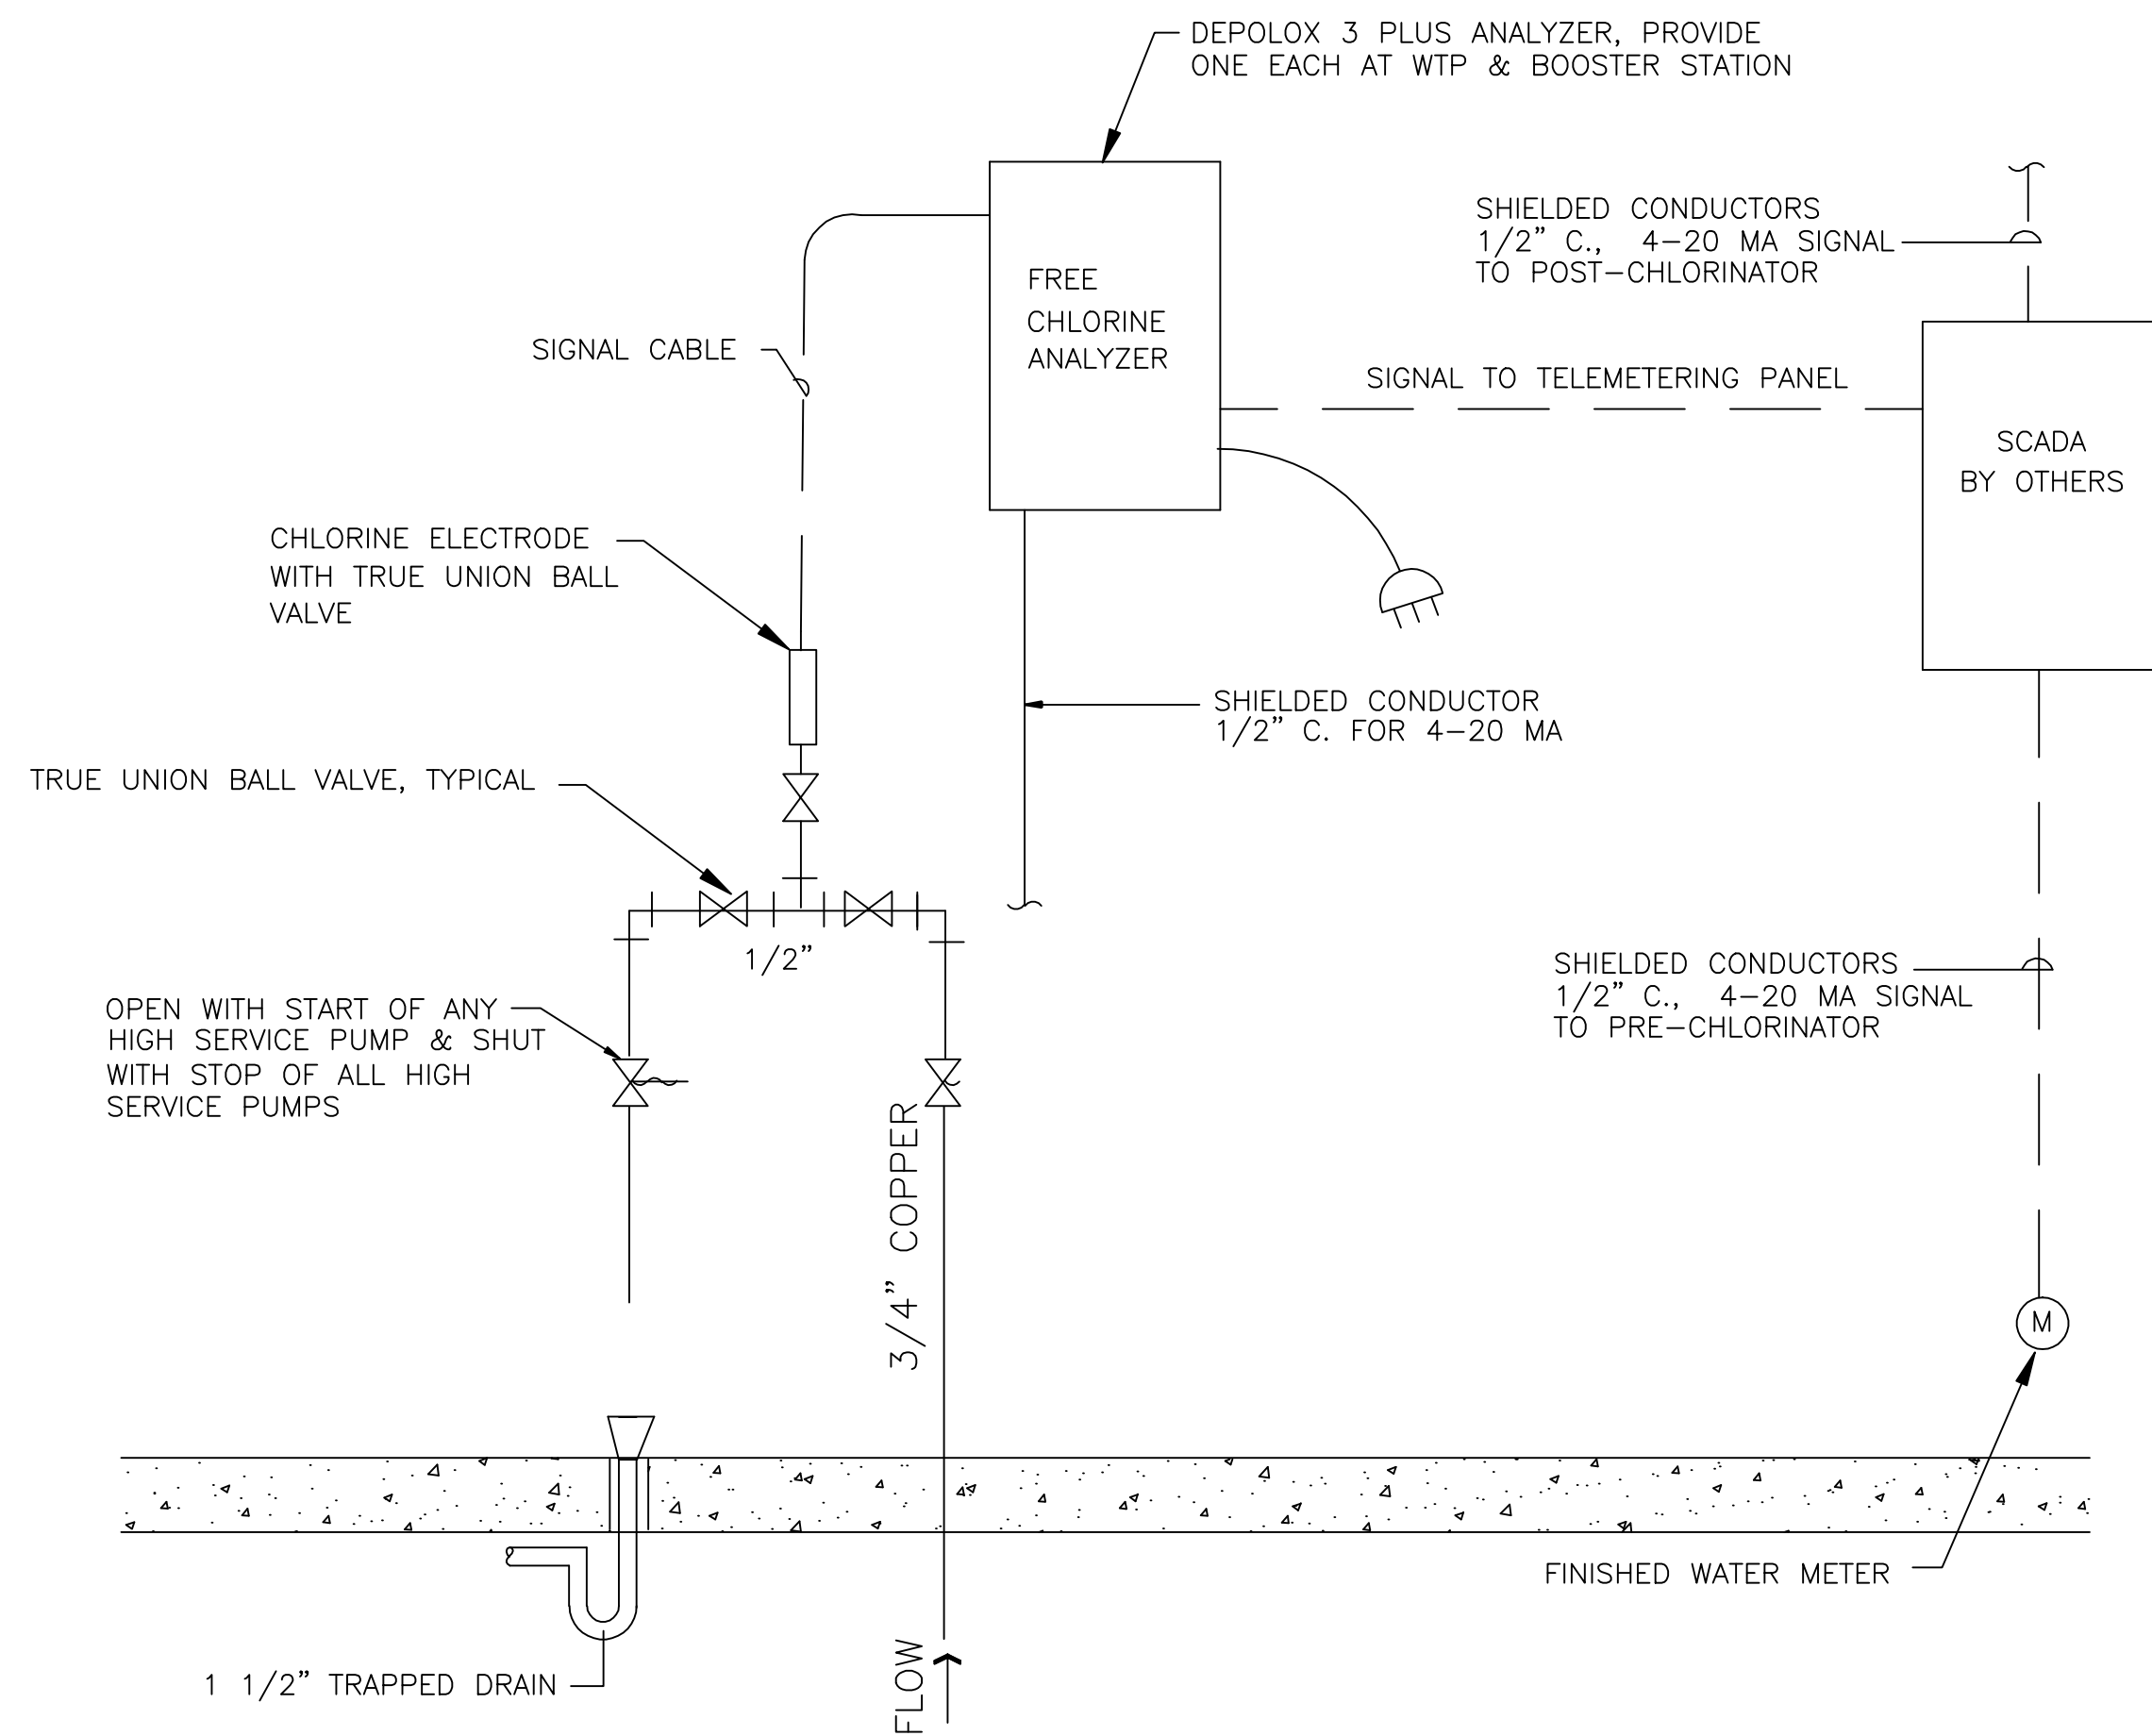 DEPOLOX 3 PLUS ANALYZER, PROVIDE
ONE EACH AT WTP & BOOSTER STATION
SHIELDED CONDUCTORS
1/2" C., 4-20 MA SIGNAL
TO POST-CHLORINATOR
FREE
CHLORINE
ANALYZER
SIGNAL CABLE
SIGNAL TO TELEMETERING PANEL
SCADA
BY OTHERS
CHLORINE ELECTRODE
WITH TRUE UNION BALL
VALVE
SHIELDED CONDUCTOR
1/2" C. FOR 4-20 MA
TRUE UNION BALL VALVE, TYPICAL
1/2"
SHIELDED CONDUCTORS
1/2" C., 4-20 MA SIGNAL
TO PRE-CHLORINATOR
OPEN WITH START OF ANY
HIGH SERVICE PUMP & SHUT
WITH STOP OF ALL HIGH
SERVICE PUMPS
3/4" COPPER
M
FINISHED WATER METER
1 1/2" TRAPPED DRAIN
FLOW